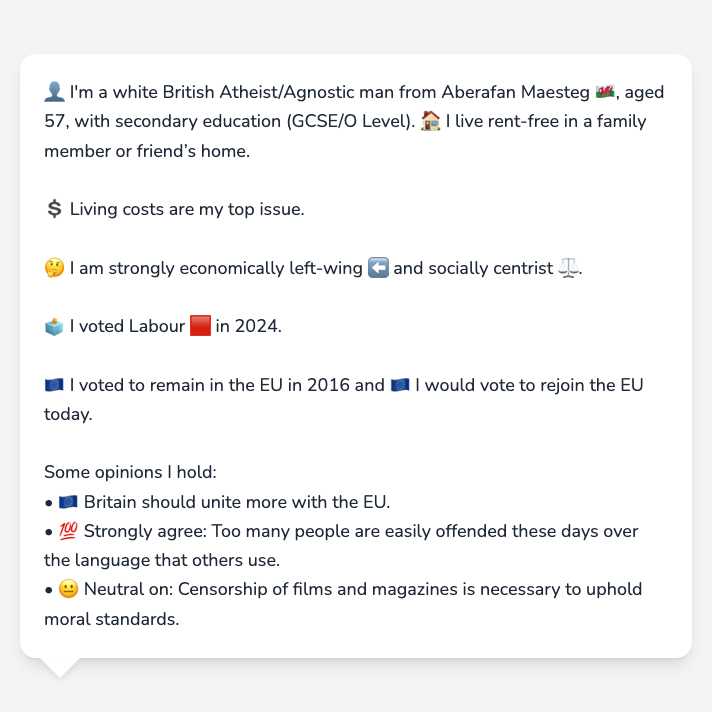 👤 I'm a white British Atheist/Agnostic man from Aberafan Maesteg 🏴󠁧󠁢󠁷󠁬󠁳󠁿, aged
57, with secondary education (GCSE/O Level). 🏠 I live rent-free in a family
member or friend’s home.
💲 Living costs are my top issue.
🤔 I am strongly economically left-wing ⬅️ and socially centrist ⚖️.
🗳️ I voted Labour 🟥 in 2024.
🇪🇺 I voted to remain in the EU in 2016 and 🇪🇺 I would vote to rejoin the EU
today.
Some opinions I hold:
• 🇪🇺 Britain should unite more with the EU.
• 💯 Strongly agree: Too many people are easily offended these days over
the language that others use.
• 😐 Neutral on: Censorship of films and magazines is necessary to uphold
moral standards.